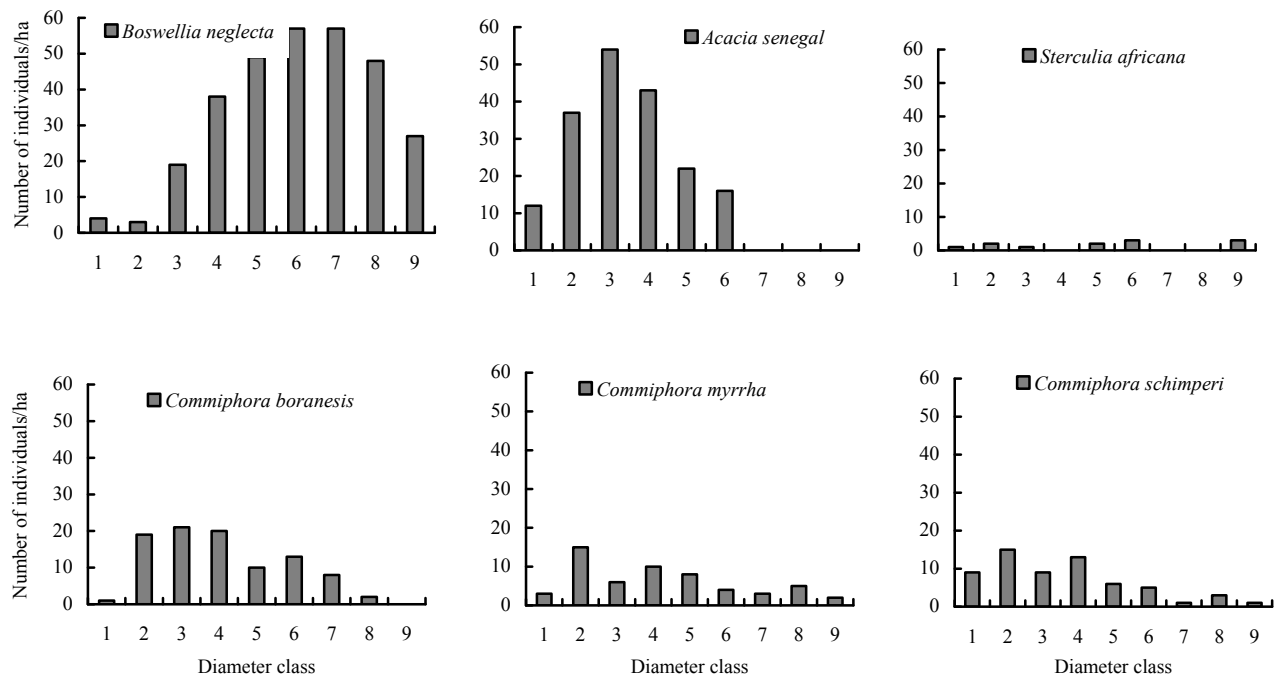 Number of individuals/ha
60
50
40
30
20
10
0
Boswellia neglecta
1 2 3 4 5 6 7 8 9
60
50
40
30
20
10
0
Acacia senegal
1 2 3 4 5 6 7 8 9
60
50
40
30
20
10
0
Sterculia africana
1 2 3 4 5 6 7 8 9
Number of individuals/ha
60
50
40
30
20
10
0
Commiphora boranesis
1 2 3 4 5 6 7 8 9
Diameter class
60
50
40
30
20
10
0
Commiphora myrrha
1 2 3 4 5 6 7 8 9
Diameter class
60
50
40
30
20
10
0
Commiphora schimperi
1 2 3 4 5 6 7 8 9
Diameter class